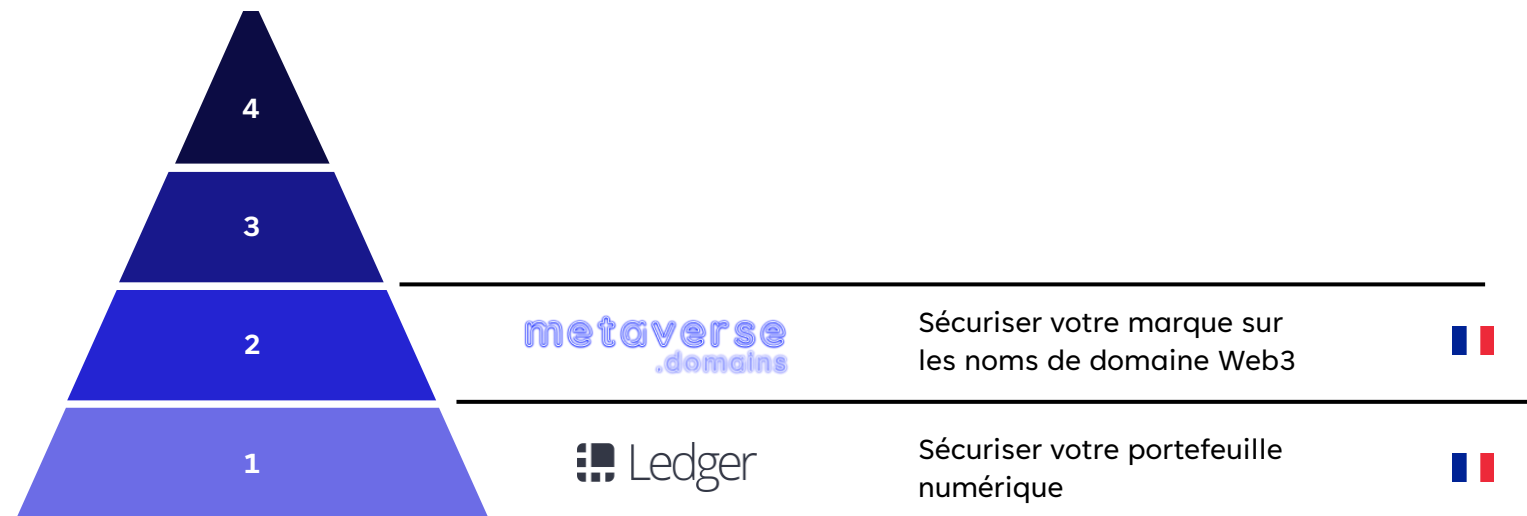 4
3
2
metaverse
.domains
Sécuriser votre marque sur
les noms de domaine Web3
1
Ledger
Sécuriser votre portefeuille
numérique